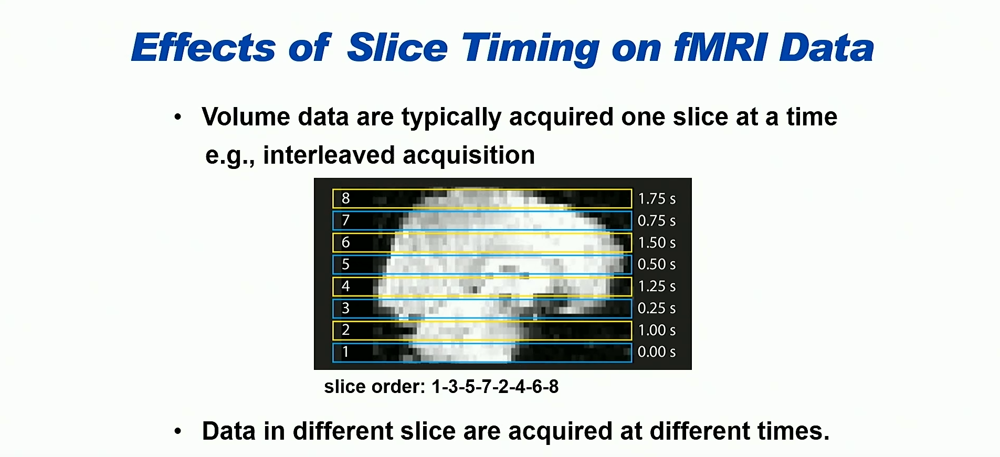 Effects of Slice Timing on fMRI Data
• Volume data are typically acquired one slice at a time
e.g., interleaved acquisition
8 1.75 s
7 0.75 s
6 1.50 s
5 0.50 s
4 1.25 s
3 0.25 s
2 1.00 s
1 0.00 s
slice order: 1-3-5-7-2-4-6-8
• Data in different slice are acquired at different times.